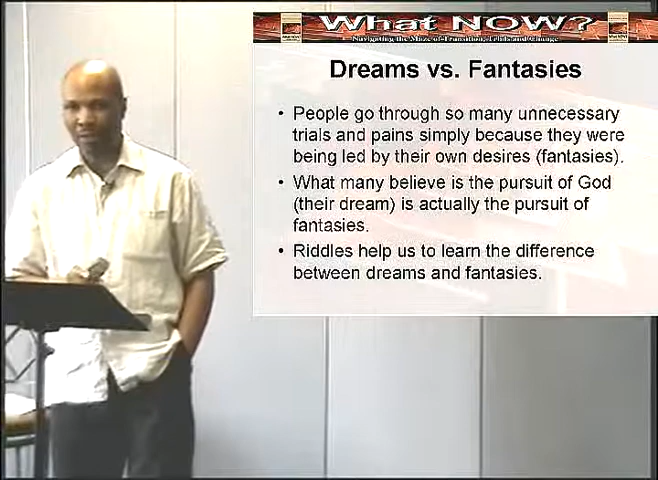 What NOW?
Navigating the Maze of Transition, Trials and Change
Dreams vs. Fantasies
• People go through so many unnecessary
trials and pains simply because they were
being led by their own desires (fantasies).
• What many believe is the pursuit of God
(their dream) is actually the pursuit of
fantasies.
• Riddles help us to learn the difference
between dreams and fantasies.